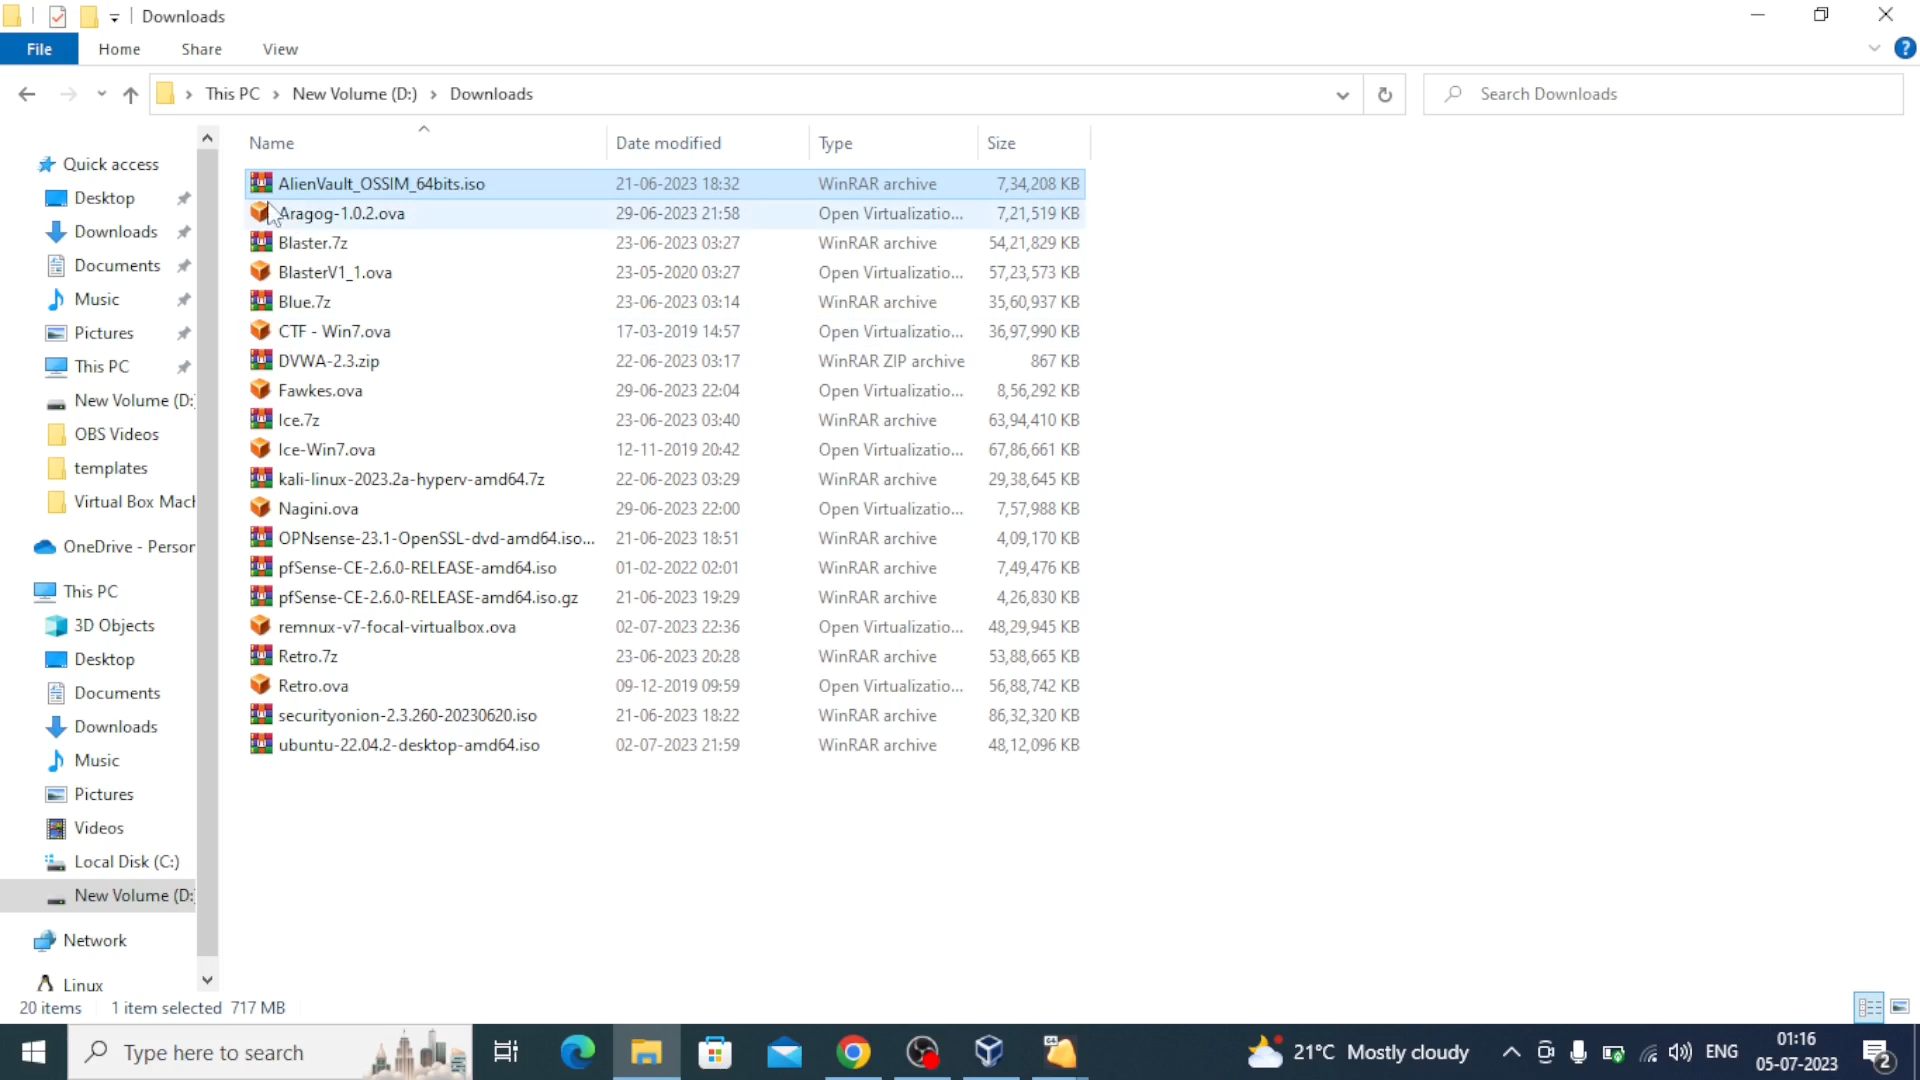 Downloads
File Home Share View
This PC New Volume (D:) Downloads Search Downloads
Name Date modified Type Size
Quick access
Desktop
Downloads
Documents
Music
Pictures
This PC
New Volume (D:
OBS Videos
templates
Virtual Box Mach
OneDrive - Person
This PC
3D Objects
Desktop
Documents
Downloads
Music
Pictures
Videos
Local Disk (C:)
New Volume (D:
Network
Linux
AlienVault_OSSIM_64bits.iso 21-06-2023 18:32 WinRAR archive 7,34,208 KB
Aragog-1.0.2.ova 29-06-2023 21:58 Open Virtualizatio... 7,21,519 KB
Blaster.7z 23-06-2023 03:27 WinRAR archive 54,21,829 KB
BlasterV1_1.ova 23-05-2020 03:27 Open Virtualizatio... 57,23,573 KB
Blue.7z 23-06-2023 03:14 WinRAR archive 35,60,937 KB
CTF - Win7.ova 17-03-2019 14:57 Open Virtualizatio... 36,97,990 KB
DVWA-2.3.zip 22-06-2023 03:17 WinRAR ZIP archive 867 KB
Fawkes.ova 29-06-2023 22:04 Open Virtualizatio... 8,56,292 KB
Ice.7z 23-06-2023 03:40 WinRAR archive 63,94,410 KB
Ice-Win7.ova 12-11-2019 20:42 Open Virtualizatio... 67,86,661 KB
kali-linux-2023.2a-hyperv-amd64.7z 22-06-2023 03:29 WinRAR archive 29,38,645 KB
Nagini.ova 29-06-2023 22:00 Open Virtualizatio... 7,57,988 KB
OPNsense-23.1-OpenSSL-dvd-amd64.iso... 21-06-2023 18:51 WinRAR archive 4,09,170 KB
pfSense-CE-2.6.0-RELEASE-amd64.iso 01-02-2022 02:01 WinRAR archive 7,49,476 KB
pfSense-CE-2.6.0-RELEASE-amd64.iso.gz 21-06-2023 19:29 WinRAR archive 4,26,830 KB
remnux-v7-focal-virtualbox.ova 02-07-2023 22:36 Open Virtualizatio... 48,29,945 KB
Retro.7z 23-06-2023 20:28 WinRAR archive 53,88,665 KB
Retro.ova 09-12-2019 09:59 Open Virtualizatio... 56,88,742 KB
securityonion-2.3.260-20230620.iso 21-06-2023 18:22 WinRAR archive 86,32,320 KB
ubuntu-22.04.2-desktop-amd64.iso 02-07-2023 21:59 WinRAR archive 48,12,096 KB
20 items 1 item selected 717 MB
Type here to search 64 21°C Mostly cloudy ENG 01:16
05-07-2023 2